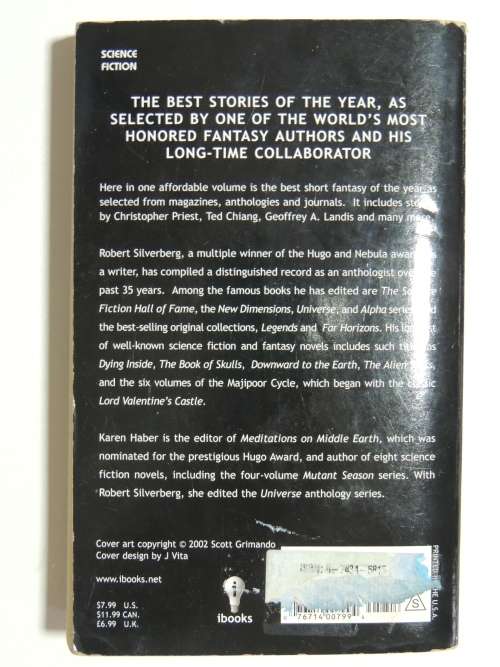 SCIENCE
FICTION
THE BEST STORIES OF THE YEAR, AS
SELECTED BY ONE OF THE WORLD'S MOST
HONORED FANTASY AUTHORS AND HIS
LONG-TIME COLLABORATOR
Here in one affordable volume is the best short fantasy of the year as
selected from magazines, anthologies and journals. It includes
by Christopher Priest, Ted Chiang, Geoffrey A. Landis and many more.
Robert Silverberg, a multiple winner of the Hugo and Nebula as
a writer, has compiled a distinguished record as an anthologist over the
past 35 years. Among the famous books he has edited are The Science
Fiction Hall of Fame, the New Dimensions, Universe, and Alpha series and
the best-selling original collections, Legends and Far Horizons. His
of well-known science fiction and fantasy novels includes such
Dying Inside, The Book of Skulls, Downward to the Earth, The Alien
and the six volumes of the Majipoor Cycle, which began with the classic
Lord Valentine's Castle.
Karen Haber is the editor of Meditations on Middle Earth, which was
nominated for the prestigious Hugo Award, and author of eight science
fiction novels, including the four-volume Mutant Season series. With
Robert Silverberg, she edited the Universe anthology series.
Cover art copyright © 2002 Scott Grimando
Cover design by J Vita
www.ibooks.net
$7.99 U.S.
$11.99 CAN.
£6.99 U.K.
ibooks
76714 00799
S
PRINTED IN THE U.S.A.